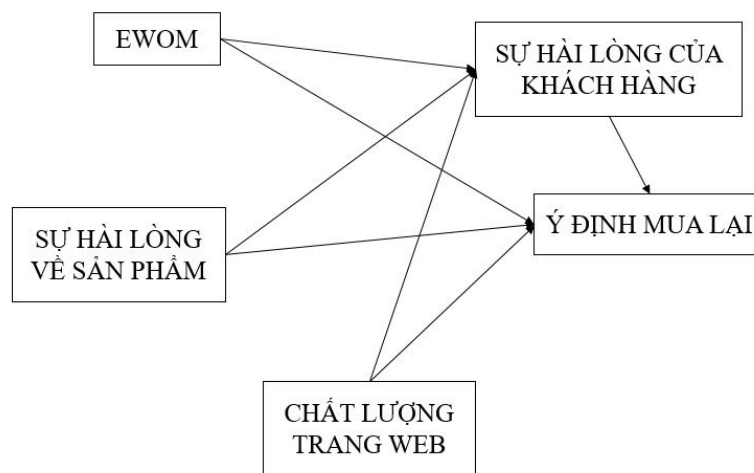 EWOM
SỰ HÀI LÒNG CỦA
KHÁCH HÀNG
SỰ HÀI LÒNG
VỀ SẢN PHẨM
Ý ĐỊNH MUA LẠI
CHẤT LƯỢNG
TRANG WEB